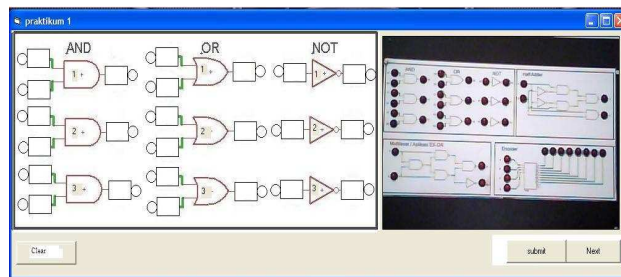 praktikum 1
AND OR NOT
1 1 1
2 2 2
3 3 3
AND OR NOT
Half Adder
Encoder
Clear submit Next